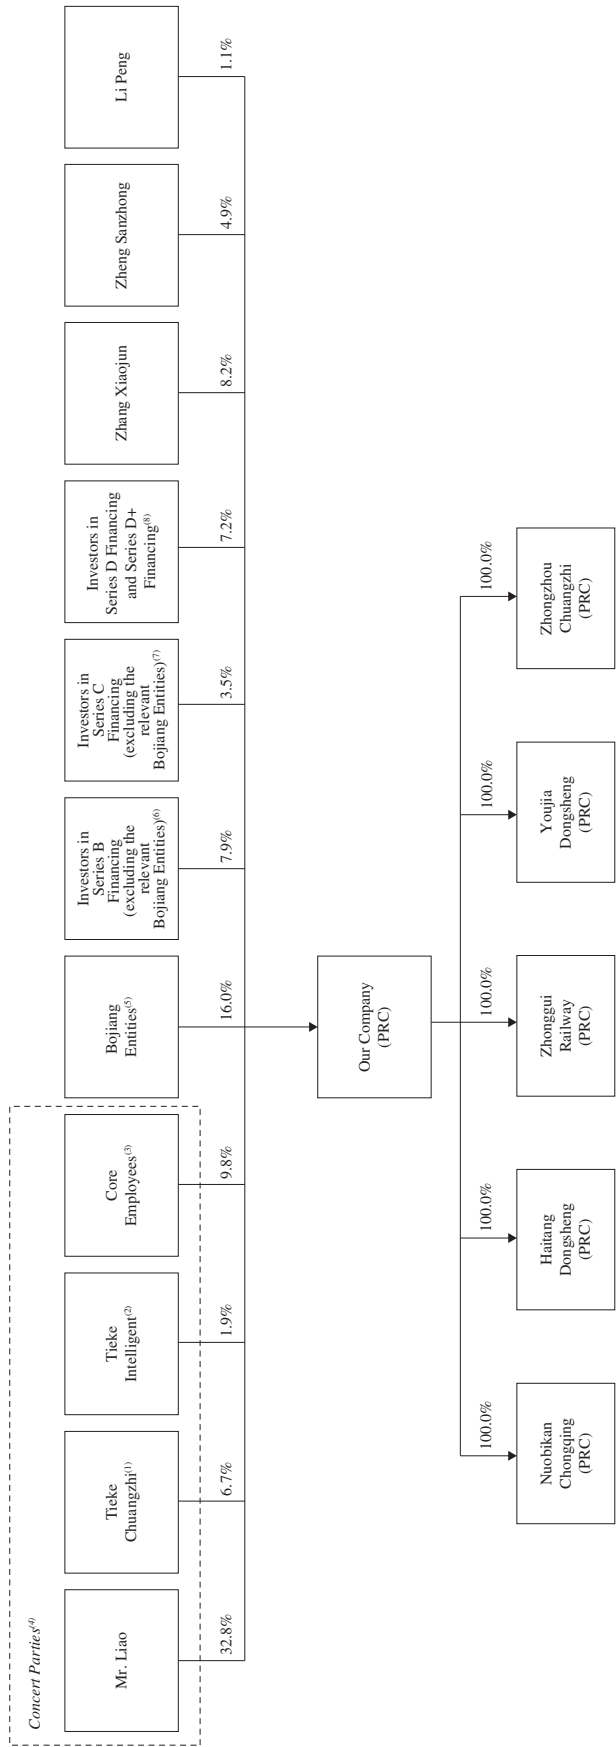 Concert Parties(4)
Mr. Liao
Tieke
Chuangzhi(1)
Tieke
Intelligent(2)
Core
Employees(3)
Bojiang
Entities(5)
Investors in
Series B
Financing
(excluding the
relevant
Bojiang Entities)(6)
Investors in
Series C
Financing
(excluding the
relevant
Bojiang Entities)(7)
Investors in
Series D Financing
and Series D+
Financing(8)
Zhang Xiaojun
Zheng Sanzhong
Li Peng
32.8%
6.7%
1.9%
9.8%
16.0%
7.9%
3.5%
7.2%
8.2%
4.9%
1.1%
Our Company
(PRC)
100.0%
100.0%
100.0%
100.0%
100.0%
Nuobikan
Chongqing
(PRC)
Haitang
Dongsheng
(PRC)
Zhonggui
Railway
(PRC)
Youjia
Dongsheng
(PRC)
Zhongzhou
Chuangzhi
(PRC)